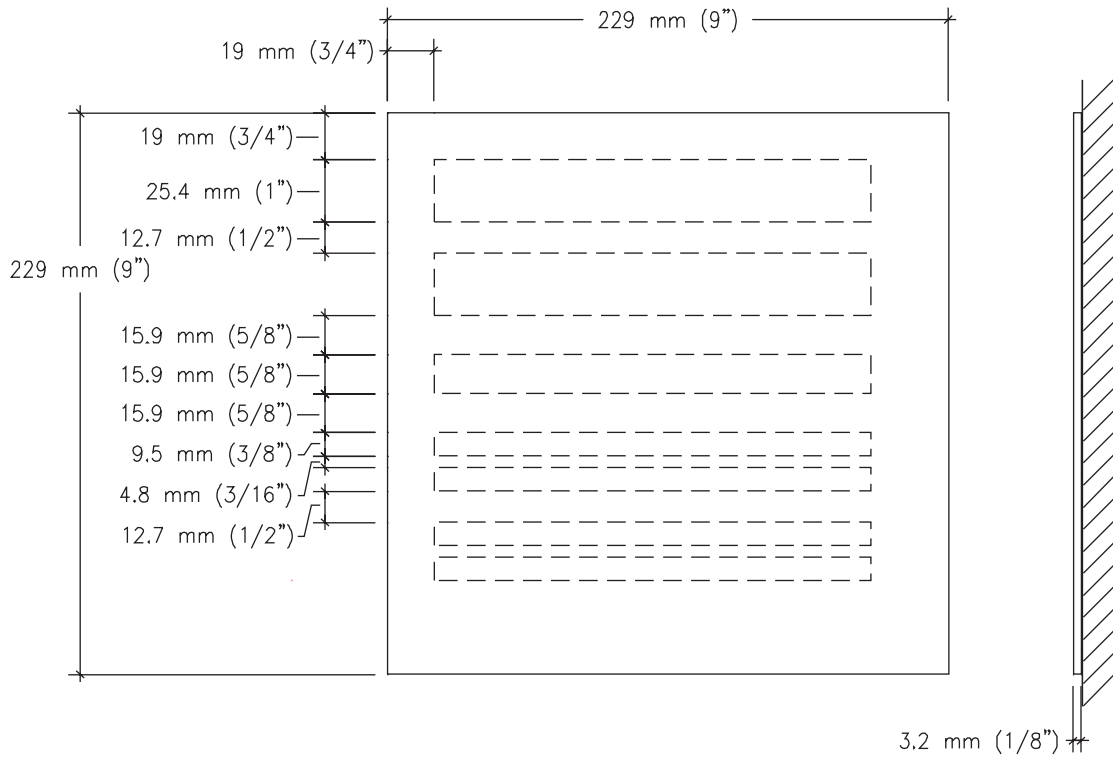 229 mm (9”)
19 mm (3/4”)
19 mm (3/4”)
25.4 mm (1”)
12.7 mm (1/2”)
229 mm (9”)
15.9 mm (5/8”)
15.9 mm (5/8”)
15.9 mm (5/8”)
9.5 mm (3/8”)
4.8 mm (3/16”)
12.7 mm (1/2”)
3.2 mm (1/8”)